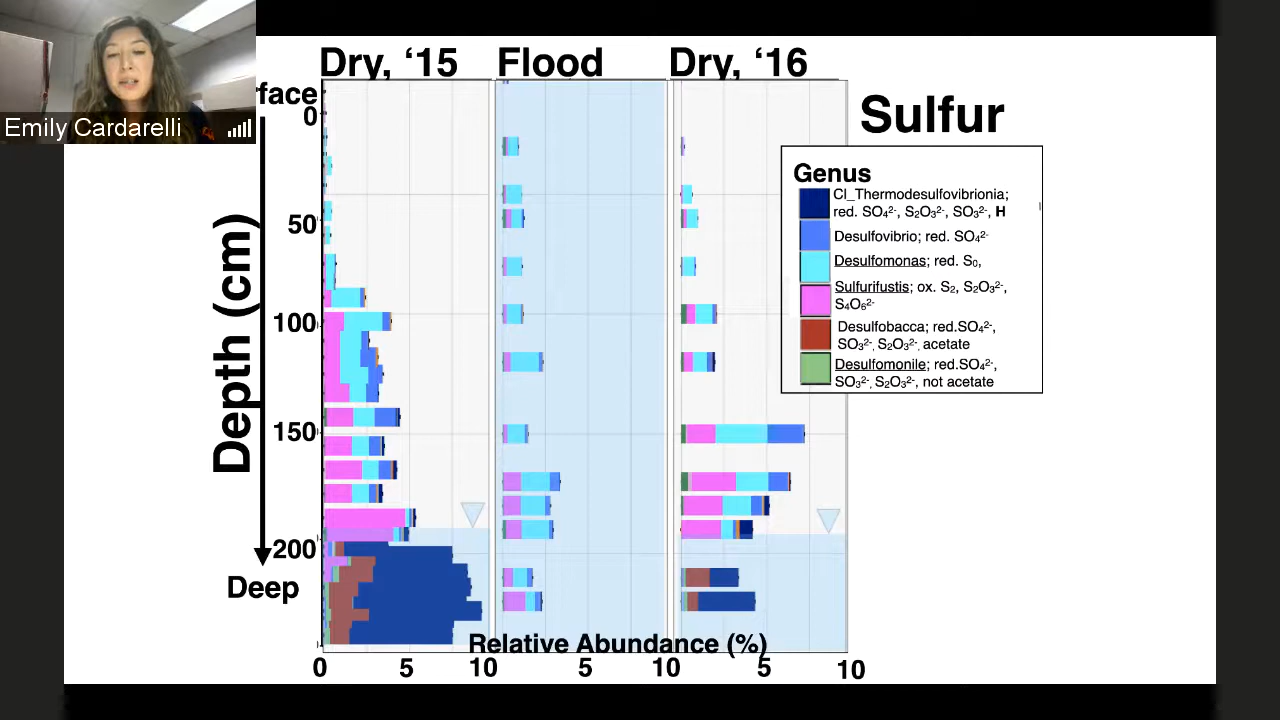 Dry, ‘15 Flood Dry, ‘16
Emily Cardarelli
face
0
50
100
150
200
Depth (cm)
Deep
Sulfur
Genus
Cl_Thermodesulfovibrionia;
red. SO₄²⁻, S₂O₃²⁻, SO₃²⁻, H
Desulfovibrio; red. SO₄²⁻
Desulfomonas; red. S₀,
Sulfurifustis; ox. S₂, S₂O₃²⁻,
S₄O₆²⁻
Desulfobacca; red.SO₄²⁻,
SO₃²⁻, S₂O₃²⁻, acetate
Desulfomonile; red.SO₄²⁻,
SO₃²⁻, S₂O₃²⁻, not acetate
Relative Abundance (%)
0 5 10 5 10 5 10